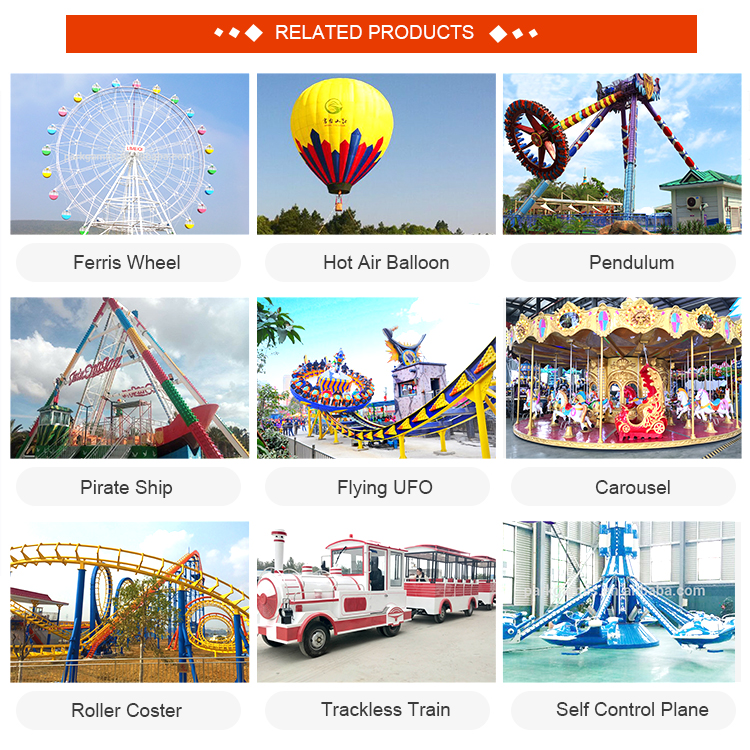 RELATED PRODUCTS
Ferris Wheel
Hot Air Balloon
Pendulum
Pirate Ship
Flying UFO
Carousel
Roller Coster
Trackless Train
Self Control Plane